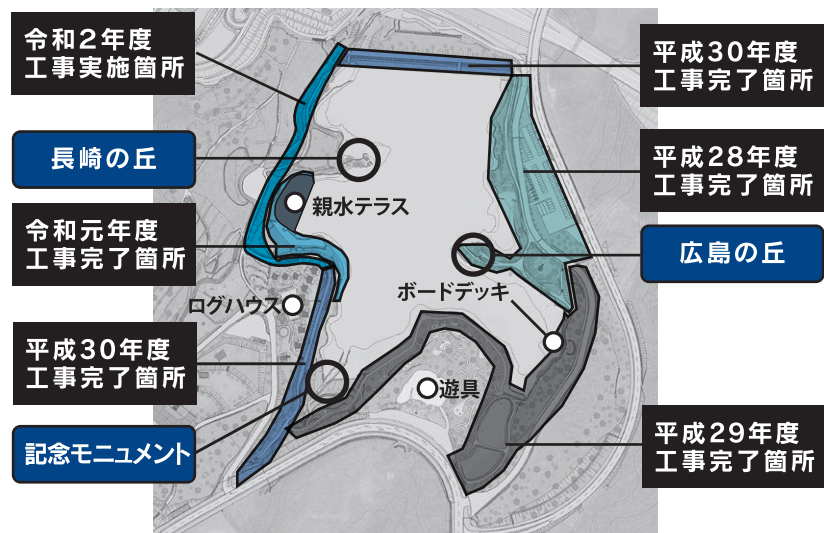 令和2年度
工事実施箇所
長崎の丘
令和元年度
工事完了箇所
ログハウス
平成30年度
工事完了箇所
記念モニュメント
親水テラス
ボードデッキ
遊具
平成30年度
工事完了箇所
平成28年度
工事完了箇所
広島の丘
平成29年度
工事完了箇所